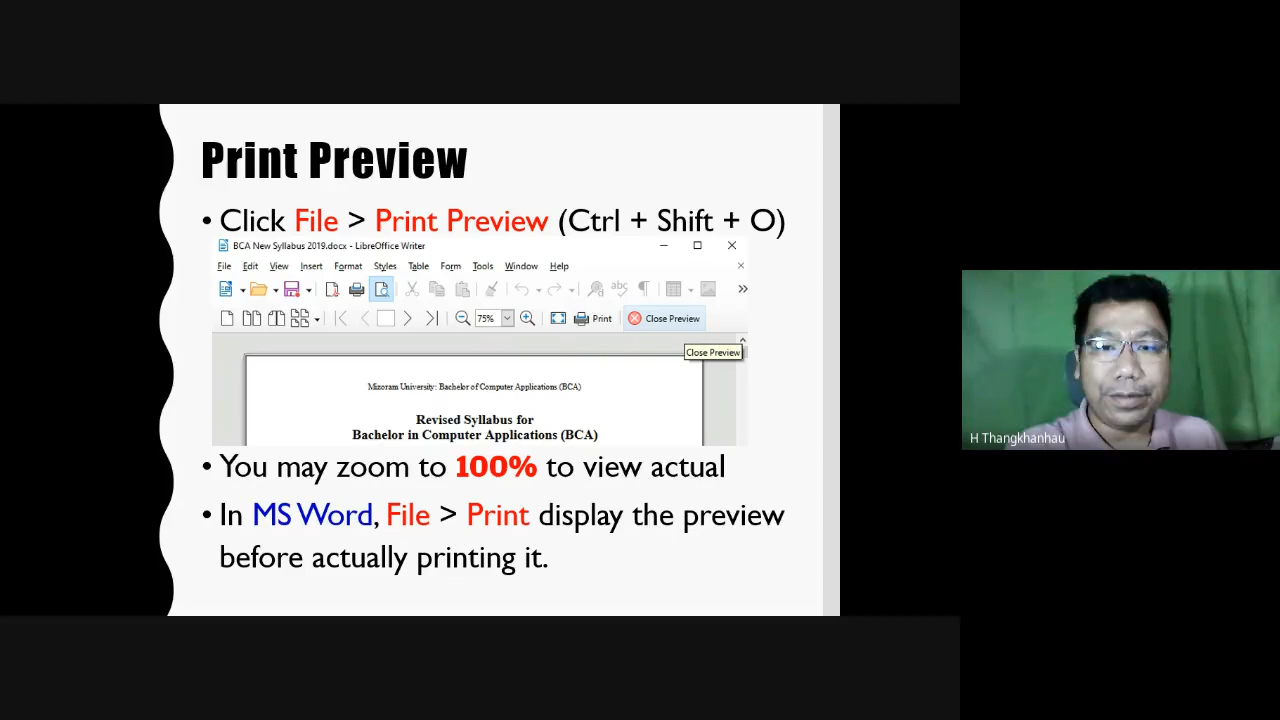 Print Preview
• Click File > Print Preview (Ctrl + Shift + O)
BCA New Syllabus 2019.docx - LibreOffice Writer
File Edit View Insert Format Styles Table Form Tools Window Help
abc
75% Print Close Preview
Close Preview
Mizoram University: Bachelor of Computer Applications (BCA)
Revised Syllabus for
Bachelor in Computer Applications (BCA)
• You may zoom to 100% to view actual
• In MS Word, File > Print display the preview
before actually printing it.
H Thangkhanhau